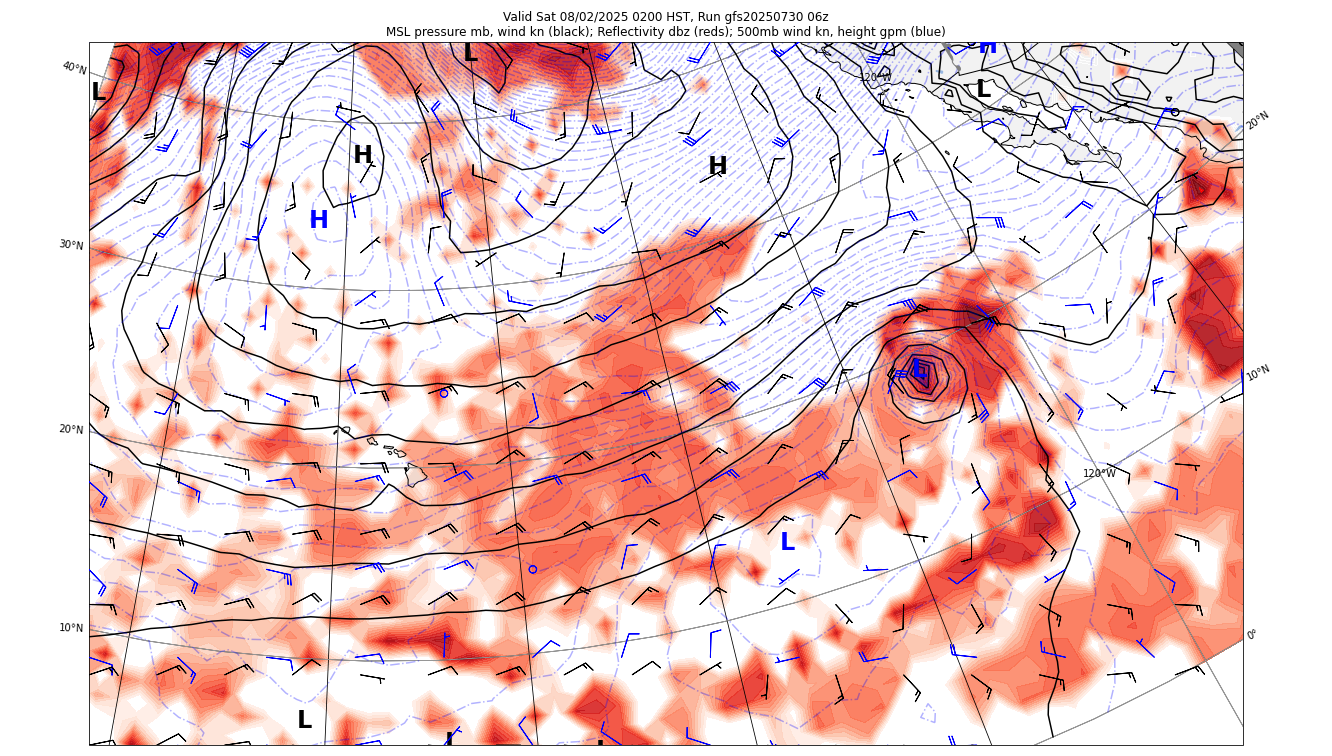 Valid Sat 08/02/2025 0200 HST, Run gfs20250730 06z
MSL pressure mb, wind kn (black); Reflectivity dbz (reds); 500mb wind kn, height gpm (blue)
L H
40°N 120°W
L L
20°N
H H
H
30°N
L 10°N
20°N
120°W
L
10°N 0°
L
L L